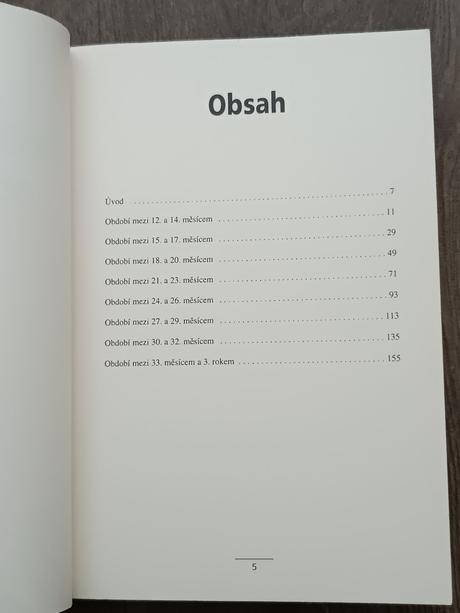 Obsah
Úvod . . . . . . . . . . . . . . . . . . . . . . . . . . . . . . . . . . . . . . . . . . . . . . . . . . . . 7
Období mezi 12. a 14. měsícem . . . . . . . . . . . . . . . . . . . . . . . . . . . . . . . . . 11
Období mezi 15. a 17. měsícem . . . . . . . . . . . . . . . . . . . . . . . . . . . . . . . . . 29
Období mezi 18. a 20. měsícem . . . . . . . . . . . . . . . . . . . . . . . . . . . . . . . . . 49
Období mezi 21. a 23. měsícem . . . . . . . . . . . . . . . . . . . . . . . . . . . . . . . . . 71
Období mezi 24. a 26. měsícem . . . . . . . . . . . . . . . . . . . . . . . . . . . . . . . . . 93
Období mezi 27. a 29. měsícem . . . . . . . . . . . . . . . . . . . . . . . . . . . . . . . . . 113
Období mezi 30. a 32. měsícem . . . . . . . . . . . . . . . . . . . . . . . . . . . . . . . . . 135
Období mezi 33. měsícem a 3. rokem . . . . . . . . . . . . . . . . . . . . . . . . . . . . . 155
5